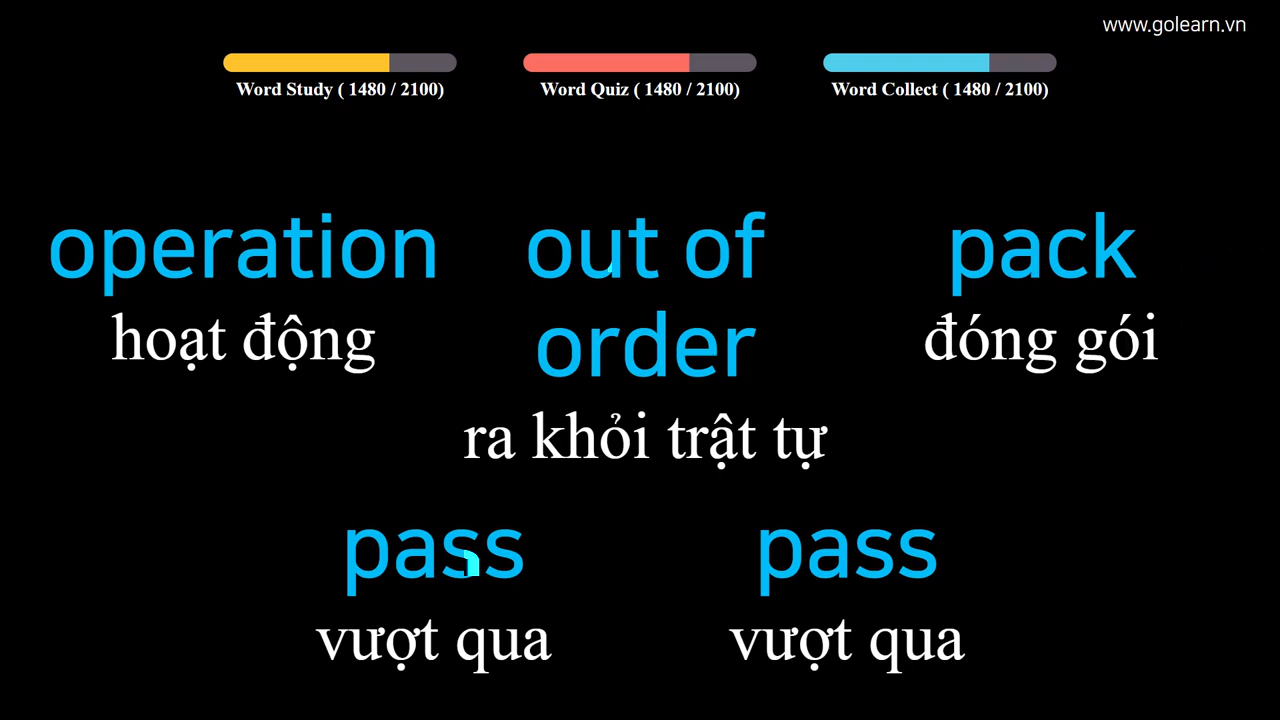 www.golearn.vn
Word Study ( 1480 / 2100)
Word Quiz ( 1480 / 2100)
Word Collect ( 1480 / 2100)
operation
hoạt động
out of
order
ra khỏi trật tự
pack
đóng gói
pass
vượt qua
pass
vượt qua